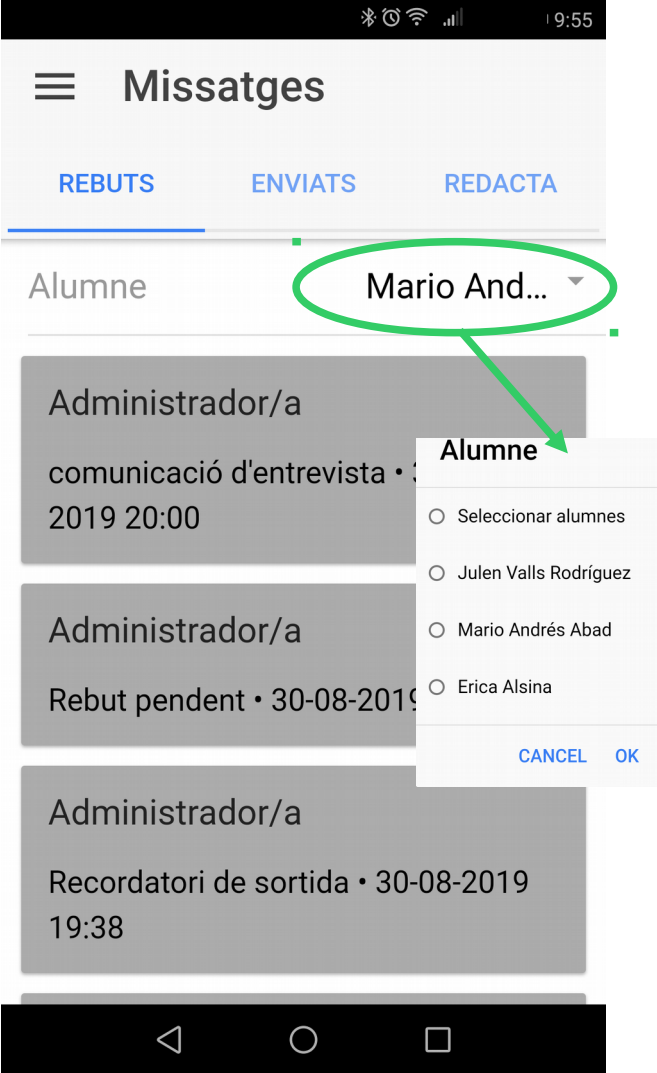 9:55
Missatges
REBUTS ENVIATS REDACTA
Alumne Mario And...
Administrador/a
comunicació d'entrevista •
2019 20:00
Administrador/a
Rebut pendent • 30-08-2019
Administrador/a
Recordatori de sortida • 30-08-2019
19:38
Alumne
Seleccionar alumnes
Julen Valls Rodríguez
Mario Andrés Abad
Erica Alsina
CANCEL OK